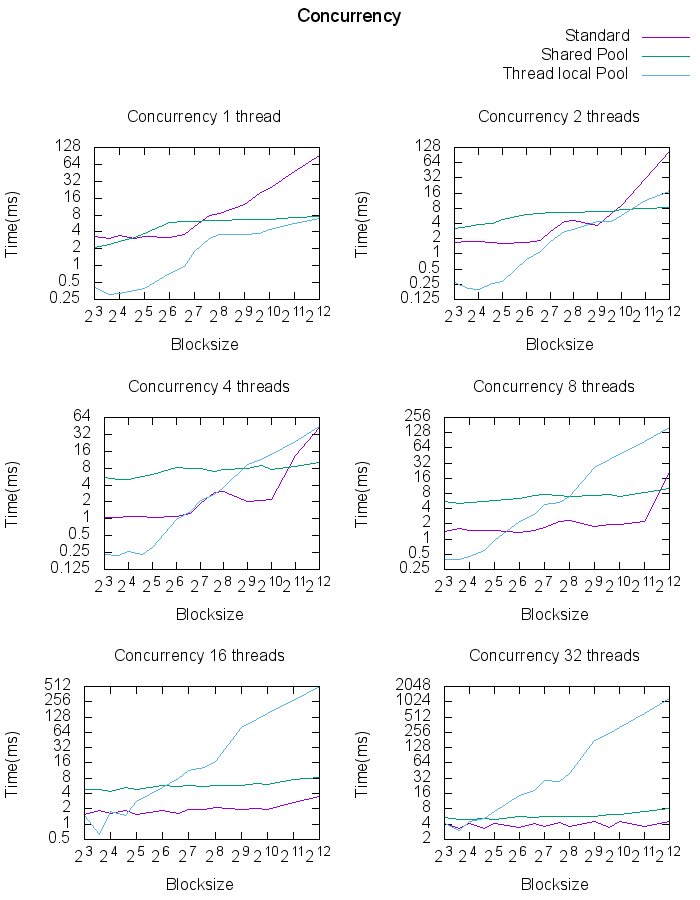 Concurrency
Standard
Shared Pool
Thread local Pool
Concurrency 1 thread
128
64
32
16
8
4
2
1
0.5
0.25
Time(ms)
2^3 2^4 2^5 2^6 2^7 2^8 2^9 2^10 2^11 2^12
Blocksize
Concurrency 2 threads
128
64
32
16
8
4
2
1
0.5
0.25
0.125
Time(ms)
2^3 2^4 2^5 2^6 2^7 2^8 2^9 2^10 2^11 2^12
Blocksize
Concurrency 4 threads
64
32
16
8
4
2
1
0.5
0.25
0.125
Time(ms)
2^3 2^4 2^5 2^6 2^7 2^8 2^9 2^10 2^11 2^12
Blocksize
Concurrency 8 threads
256
128
64
32
16
8
4
2
1
0.5
0.25
Time(ms)
2^3 2^4 2^5 2^6 2^7 2^8 2^9 2^10 2^11 2^12
Blocksize
Concurrency 16 threads
512
256
128
64
32
16
8
4
2
1
0.5
Time(ms)
2^3 2^4 2^5 2^6 2^7 2^8 2^9 2^10 2^11 2^12
Blocksize
Concurrency 32 threads
2048
1024
512
256
128
64
32
16
8
4
2
Time(ms)
2^3 2^4 2^5 2^6 2^7 2^8 2^9 2^10 2^11 2^12
Blocksize